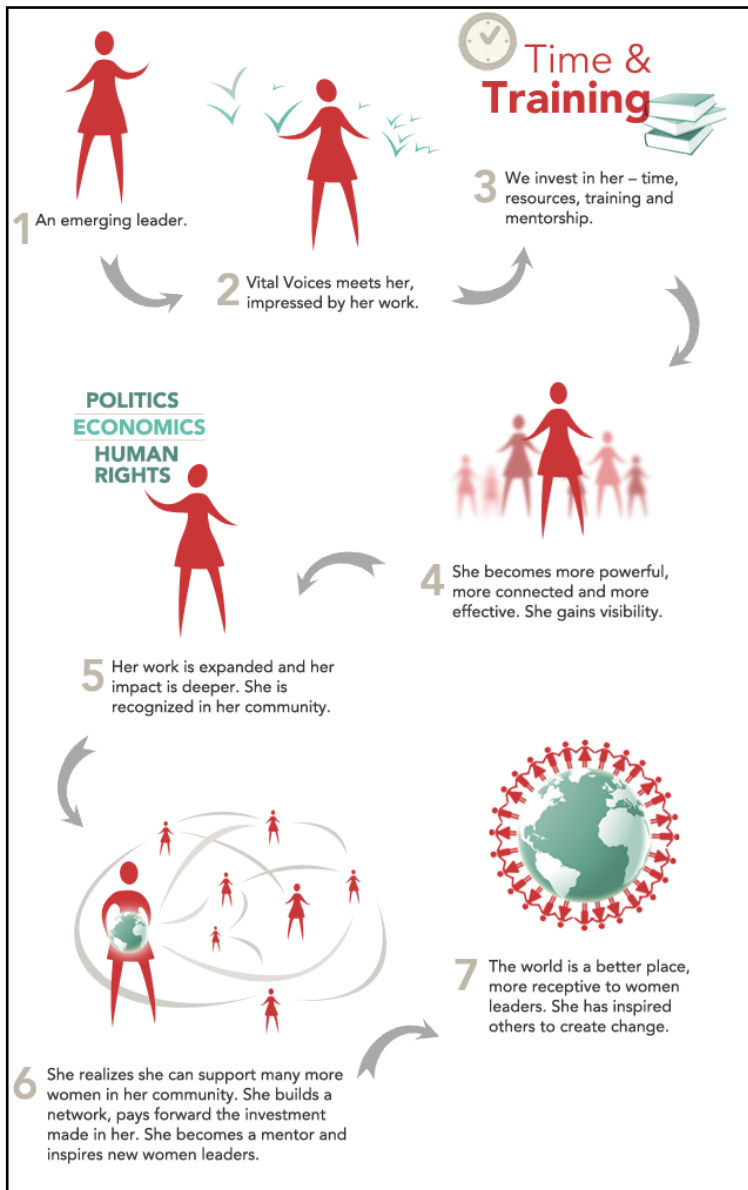 1 An emerging leader.
2 Vital Voices meets her,
impressed by her work.
Time &
Training
3 We invest in her – time,
resources, training and
mentorship.
4 She becomes more powerful,
more connected and more
effective. She gains visibility.
POLITICS
ECONOMICS
HUMAN
RIGHTS
5 Her work is expanded and her
impact is deeper. She is
recognized in her community.
6 She realizes she can support many more
women in her community. She builds a
network, pays forward the investment
made in her. She becomes a mentor and
inspires new women leaders.
7 The world is a better place,
more receptive to women
leaders. She has inspired
others to create change.